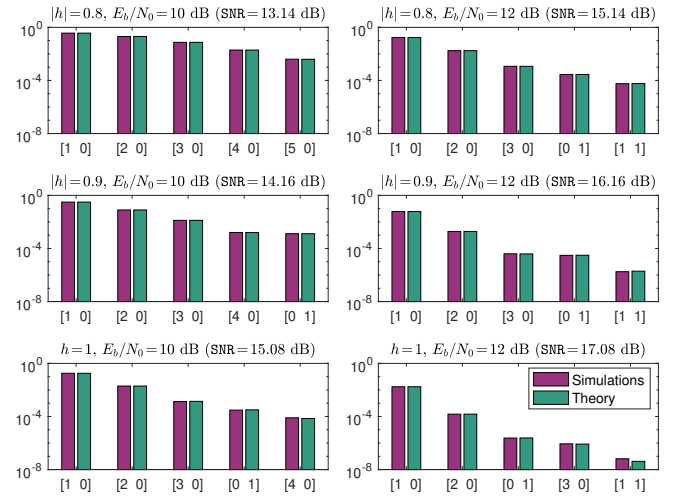 |h|=0.8, E_b/N_0=10 dB (SNR=13.14 dB)
10^0
10^-4
10^-8
[1 0] [2 0] [3 0] [4 0] [5 0]
|h|=0.8, E_b/N_0=12 dB (SNR=15.14 dB)
10^0
10^-4
10^-8
[1 0] [2 0] [3 0] [0 1] [1 1]
|h|=0.9, E_b/N_0=10 dB (SNR=14.16 dB)
10^0
10^-4
10^-8
[1 0] [2 0] [3 0] [4 0] [0 1]
|h|=0.9, E_b/N_0=12 dB (SNR=16.16 dB)
10^0
10^-4
10^-8
[1 0] [2 0] [3 0] [0 1] [1 1]
h=1, E_b/N_0=10 dB (SNR=15.08 dB)
10^0
10^-4
10^-8
[1 0] [2 0] [3 0] [0 1] [4 0]
h=1, E_b/N_0=12 dB (SNR=17.08 dB)
10^0
10^-4
10^-8
Simulations
Theory
[1 0] [2 0] [0 1] [3 0] [1 1]